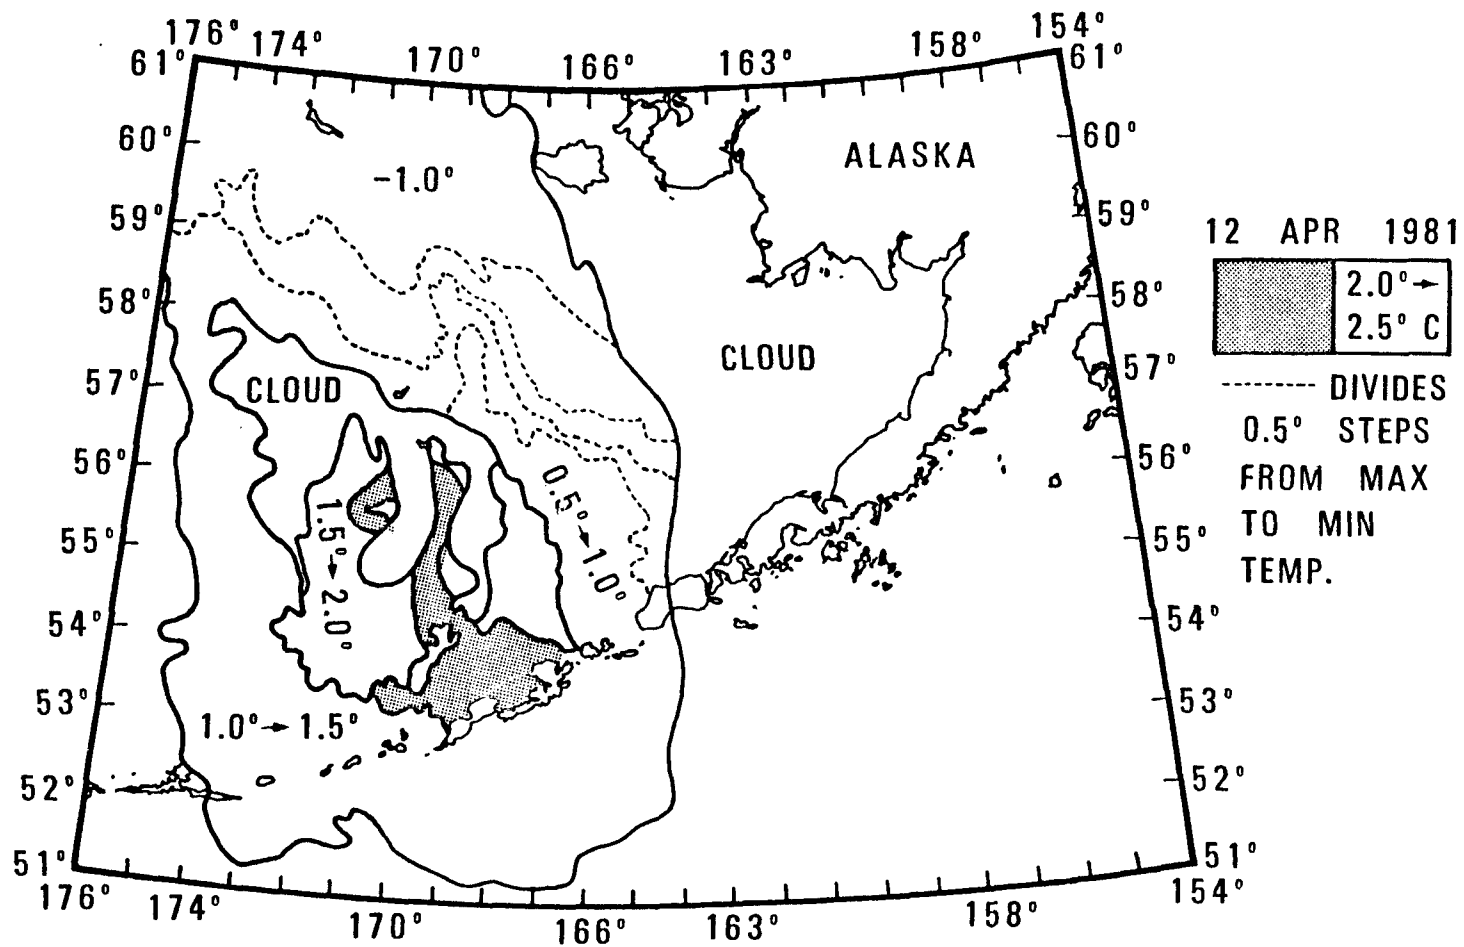 176° 174° 170° 166° 163° 158° 154°
61° 61°
60° 60°
ALASKA
-1.0°
59° 59°
12 APR 1981
58° 58°
2.0°→
2.5° C
CLOUD
57° 57°
CLOUD
-------- DIVIDES
0.5° STEPS
56° 56°
FROM MAX
0.5°→1.0°
1.5°→2.0°
TO MIN
55° 55°
TEMP.
54° 54°
53° 53°
1.0°→1.5°
52° 52°
51° 51°
176° 174° 170° 166° 163° 158° 154°